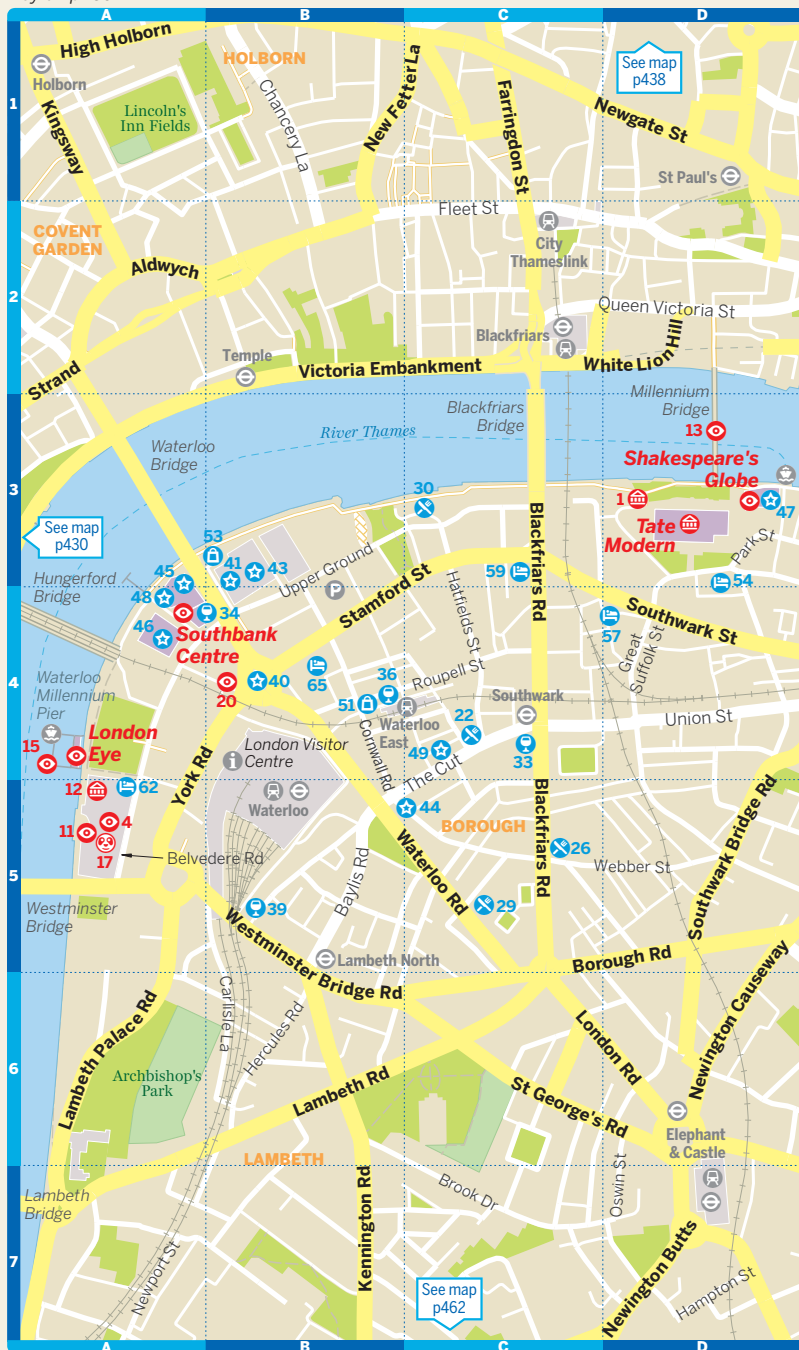 A
B
C
D
High Holborn
HOLBORN
See map
p438
Holborn
1
Kingsway
Lincoln's
Inn Fields
Chancery La
New Fetter La
Farringdon St
Newgate St
St Paul's
Fleet St
COVENT
GARDEN
City
Thameslink
Aldwych
2
Queen Victoria St
Blackfriars
White Lion Hill
Temple
Victoria Embankment
Strand
Millennium
Bridge
Blackfriars
Bridge
River Thames
13
Waterloo
Bridge
Shakespeare's
Globe
3
30
1
47
Tate
Modern
See map
p430
53
Blackfriars Rd
Park St
45
41
43
Upper Ground
P
59
54
Hungerford
Bridge
48
34
Stamford St
Hatfields St
57
Southwark St
46
Southbank
Centre
Great
Suffolk St
4
Waterloo
Millennium
Pier
20
40
65
36
Roupell St
51
Southwark
Waterloo
East
22
Union St
15
London
Eye
London Visitor
Centre
Cornwall Rd
49
33
York Rd
The Cut
12
62
Waterloo
44
Blackfriars Rd
Southwark Bridge Rd
11
4
BOROUGH
26
17
Belvedere Rd
Webber St
5
Baylis Rd
Waterloo Rd
Westminster
Bridge
39
29
Westminster Bridge Rd
Lambeth North
Borough Rd
Newington Causeway
Lambeth Palace Rd
Carlisle La
Hercules Rd
London Rd
6
Archbishop's
Park
Lambeth Rd
St George's Rd
Elephant
& Castle
LAMBETH
Lambeth
Bridge
Kennington Rd
Brook Dr
Oswin St
7
Newport St
Newington Butts
Hampton St
See map
p462
A
B
C
D